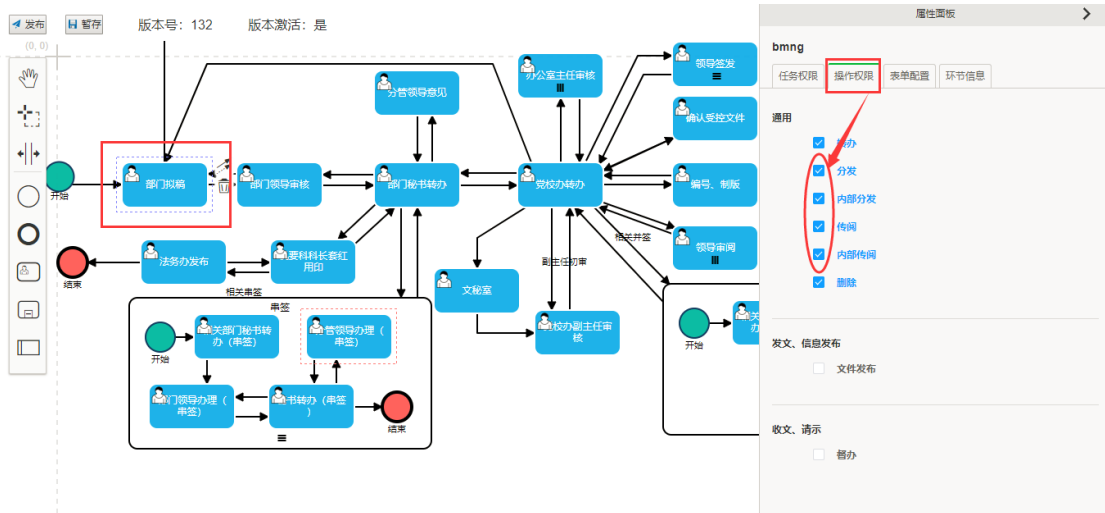 发布
暂存
版本号：132
版本激活：是
(0, 0)
属性面板
bmng
任务权限
操作权限
表单配置
环节信息
通用
分发
内部分发
传阅
内部传阅
删除
发文、信息发布
文件发布
收文、请示
督办
开始
部门拟稿
部门领导审核
分管领导意见
部门秘书转办
办公室主任审核
党校办转办
领导签发
确认受控文件
编号、制版
领导审阅
相关并签
副主任初审
文秘室
校办副主任审
核
结束
法务办发布
要科科长套红
用印
相关串签
串签
开始
关部门秘书转
办（串签）
管领导办理（
串签）
部门领导办理（
串签）
书转办（串签
）
结束
开始
关
办